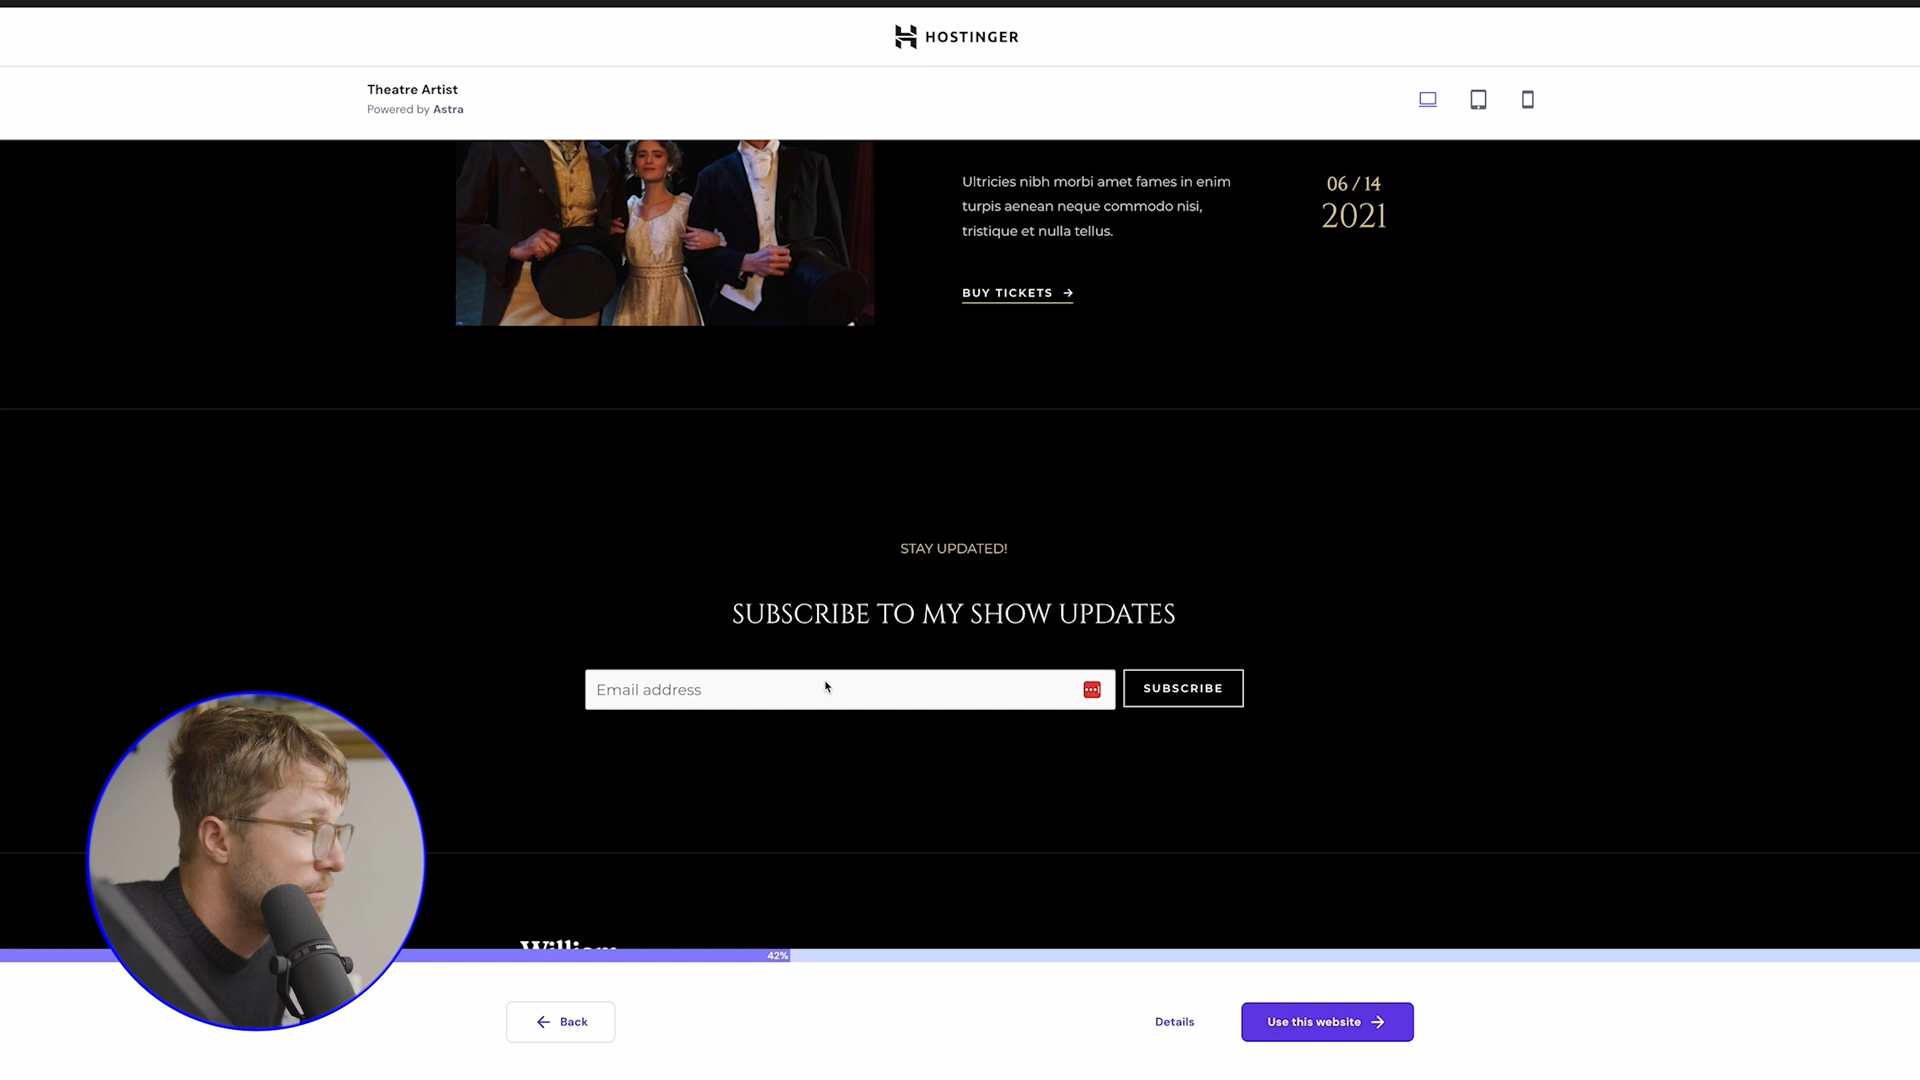 HOSTINGER
Theatre Artist
Powered by Astra
Ultricies nibh morbi amet fames in enim
turpis aenean neque commodo nisi,
tristique et nulla tellus.
06 / 14
2021
BUY TICKETS →
STAY UPDATED!
SUBSCRIBE TO MY SHOW UPDATES
Email address
SUBSCRIBE
William
42%
← Back
Details
Use this website →